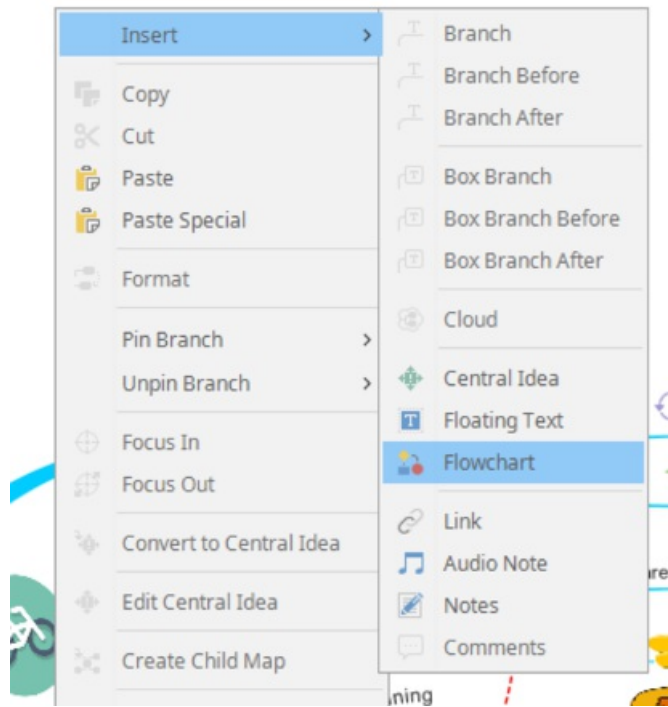 Insert
Copy
Cut
Paste
Paste Special
Format
Pin Branch
Unpin Branch
Focus In
Focus Out
Convert to Central Idea
Edit Central Idea
Create Child Map
Branch
Branch Before
Branch After
Box Branch
Box Branch Before
Box Branch After
Cloud
Central Idea
Floating Text
Flowchart
Link
Audio Note
Notes
Comments